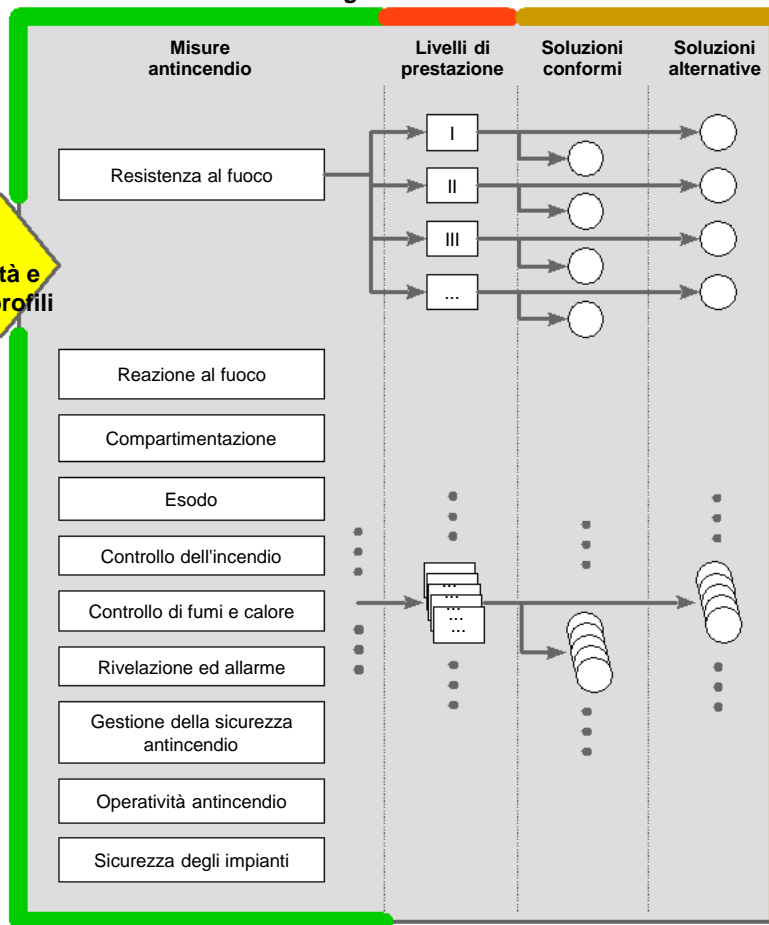 Misure
antincendio
Livelli di
prestazione
Soluzioni
conformi
Soluzioni
alternative
Resistenza al fuoco
I
II
III
...
tà e
profili
Reazione al fuoco
Compartimentazione
Esodo
Controllo dell'incendio
Controllo di fumi e calore
Rivelazione ed allarme
Gestione della sicurezza
antincendio
Operatività antincendio
Sicurezza degli impianti
...
...
...
...
...